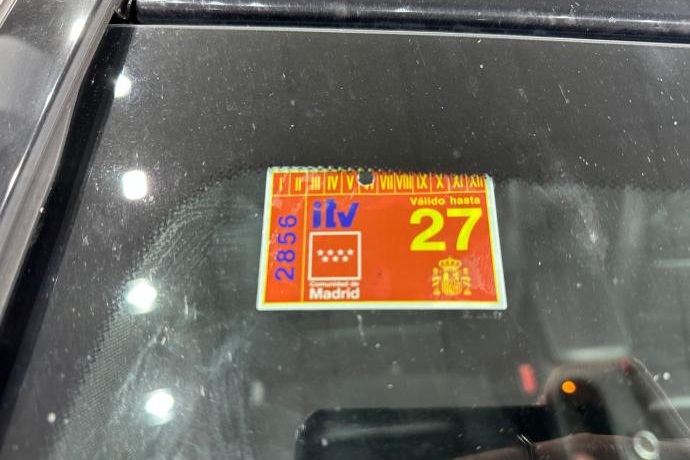 I II III IV V VI VII VIII IX X XI XII
2856
itv
Válido hasta
27
Comunidad de
Madrid